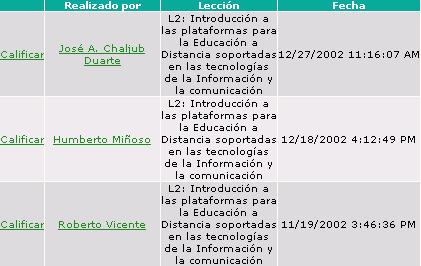 Realizado por Lección Fecha
L2: Introducción a
las plataformas para
la Educación a
Calificar José A. Chaljub Duarte Distancia soportadas 12/27/2002 11:16:07 AM
en las tecnologías
de la Información y
la comunicación
L2: Introducción a
las plataformas para
la Educación a
Calificar Humberto Miñoso Distancia soportadas 12/18/2002 4:12:49 PM
en las tecnologías
de la Información y
la comunicación
L2: Introducción a
las plataformas para
la Educación a
Calificar Roberto Vicente Distancia soportadas 11/19/2002 3:46:36 PM
en las tecnologías
de la Información y
la comunicación